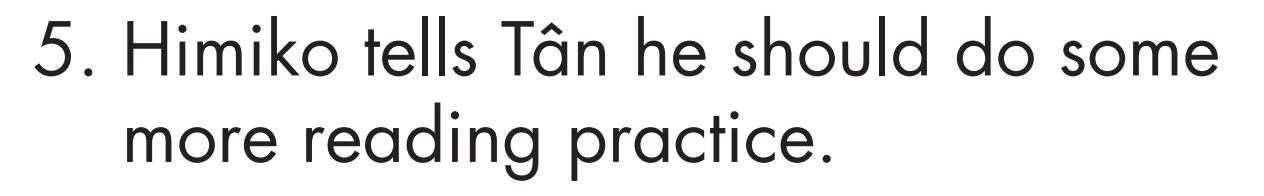 5. Himiko tells Tân he should do some
more reading practice.